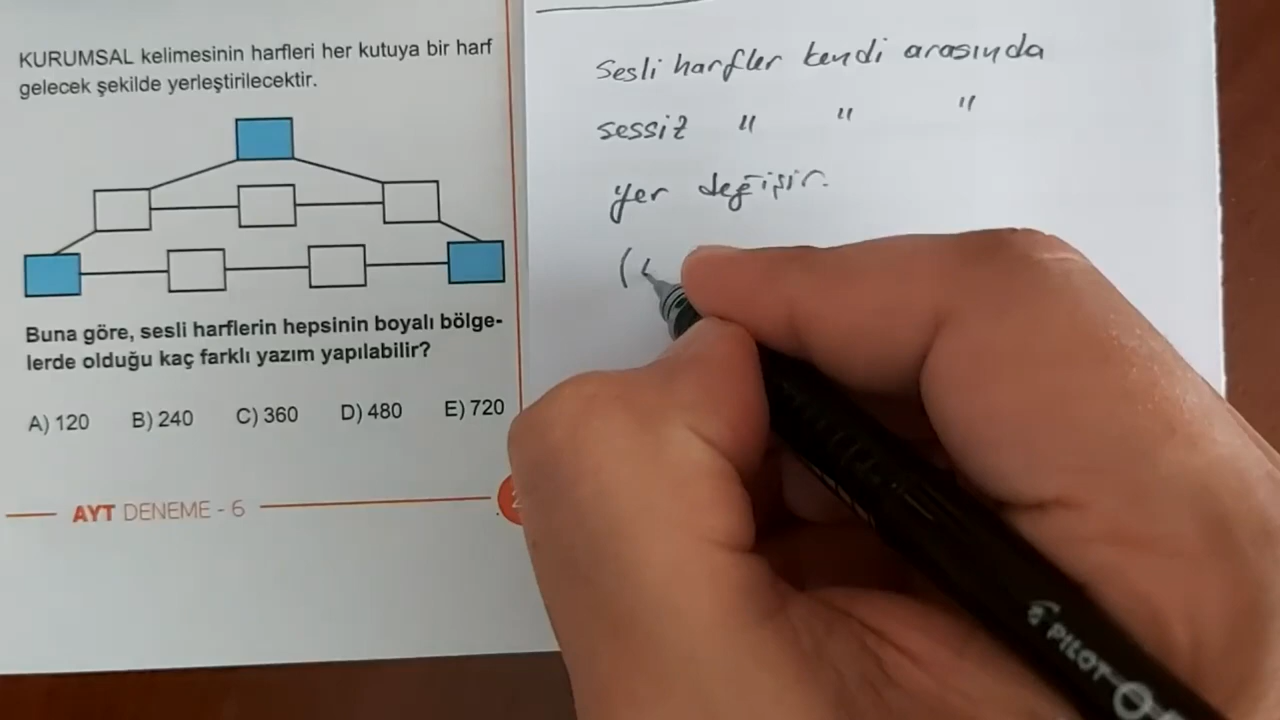 KURUMSAL kelimesinin harfleri her kutuya bir harf
gelecek şekilde yerleştirilecektir.
Buna göre, sesli harflerin hepsinin boyalı bölge-
lerde olduğu kaç farklı yazım yapılabilir?
A) 120 B) 240 C) 360 D) 480 E) 720
AYT DENEME - 6
Sesli harfler kendi arasında
sessiz " " "
yer değişir.
(
PILOT